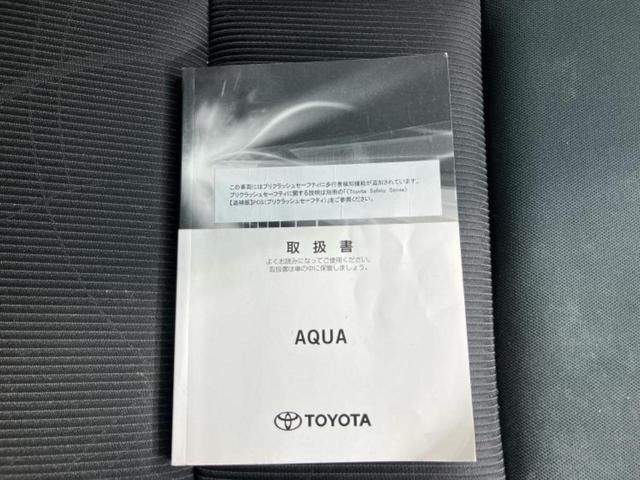 この車両にはプリクラッシュセーフティに歩行者検知機能が追加されています。
プリクラッシュセーフティに関する説明は別冊の「〈Toyota Safety Sense〉
【追補版】PCS（プリクラッシュセーフティ）」をご参照ください。
取扱書
よくお読みになってご使用ください。
取扱書は車の中に保管しましょう。
AQUA
TOYOTA